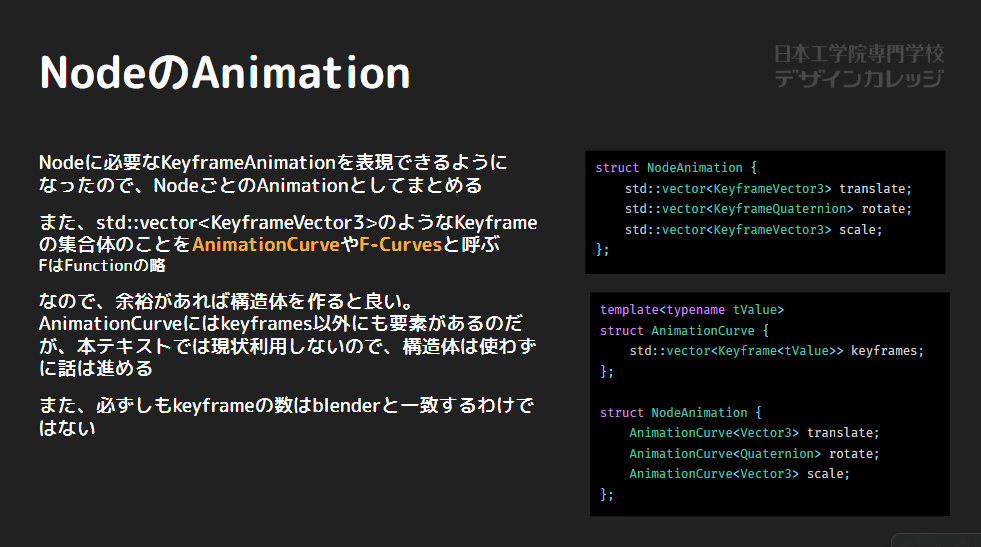 NodeのAnimation
日本工学院専門学校
デザインカレッジ
Nodeに必要なKeyframeAnimationを表現できるように
なったので、NodeごとのAnimationとしてまとめる
また、std::vector<KeyframeVector3>のようなKeyframe
の集合体のことをAnimationCurveやF-Curvesと呼ぶ
FはFunctionの略
なので、余裕があれば構造体を作ると良い。
AnimationCurveにはkeyframes以外にも要素があるのだ
が、本テキストでは現状利用しないので、構造体は使わず
に話は進める
また、必ずしもkeyframeの数はblenderと一致するわけで
はない
struct NodeAnimation {
    std::vector<KeyframeVector3> translate;
    std::vector<KeyframeQuaternion> rotate;
    std::vector<KeyframeVector3> scale;
};
template<typename tValue>
struct AnimationCurve {
    std::vector<Keyframe<tValue>> keyframes;
};
struct NodeAnimation {
    AnimationCurve<Vector3> translate;
    AnimationCurve<Quaternion> rotate;
    AnimationCurve<Vector3> scale;
};